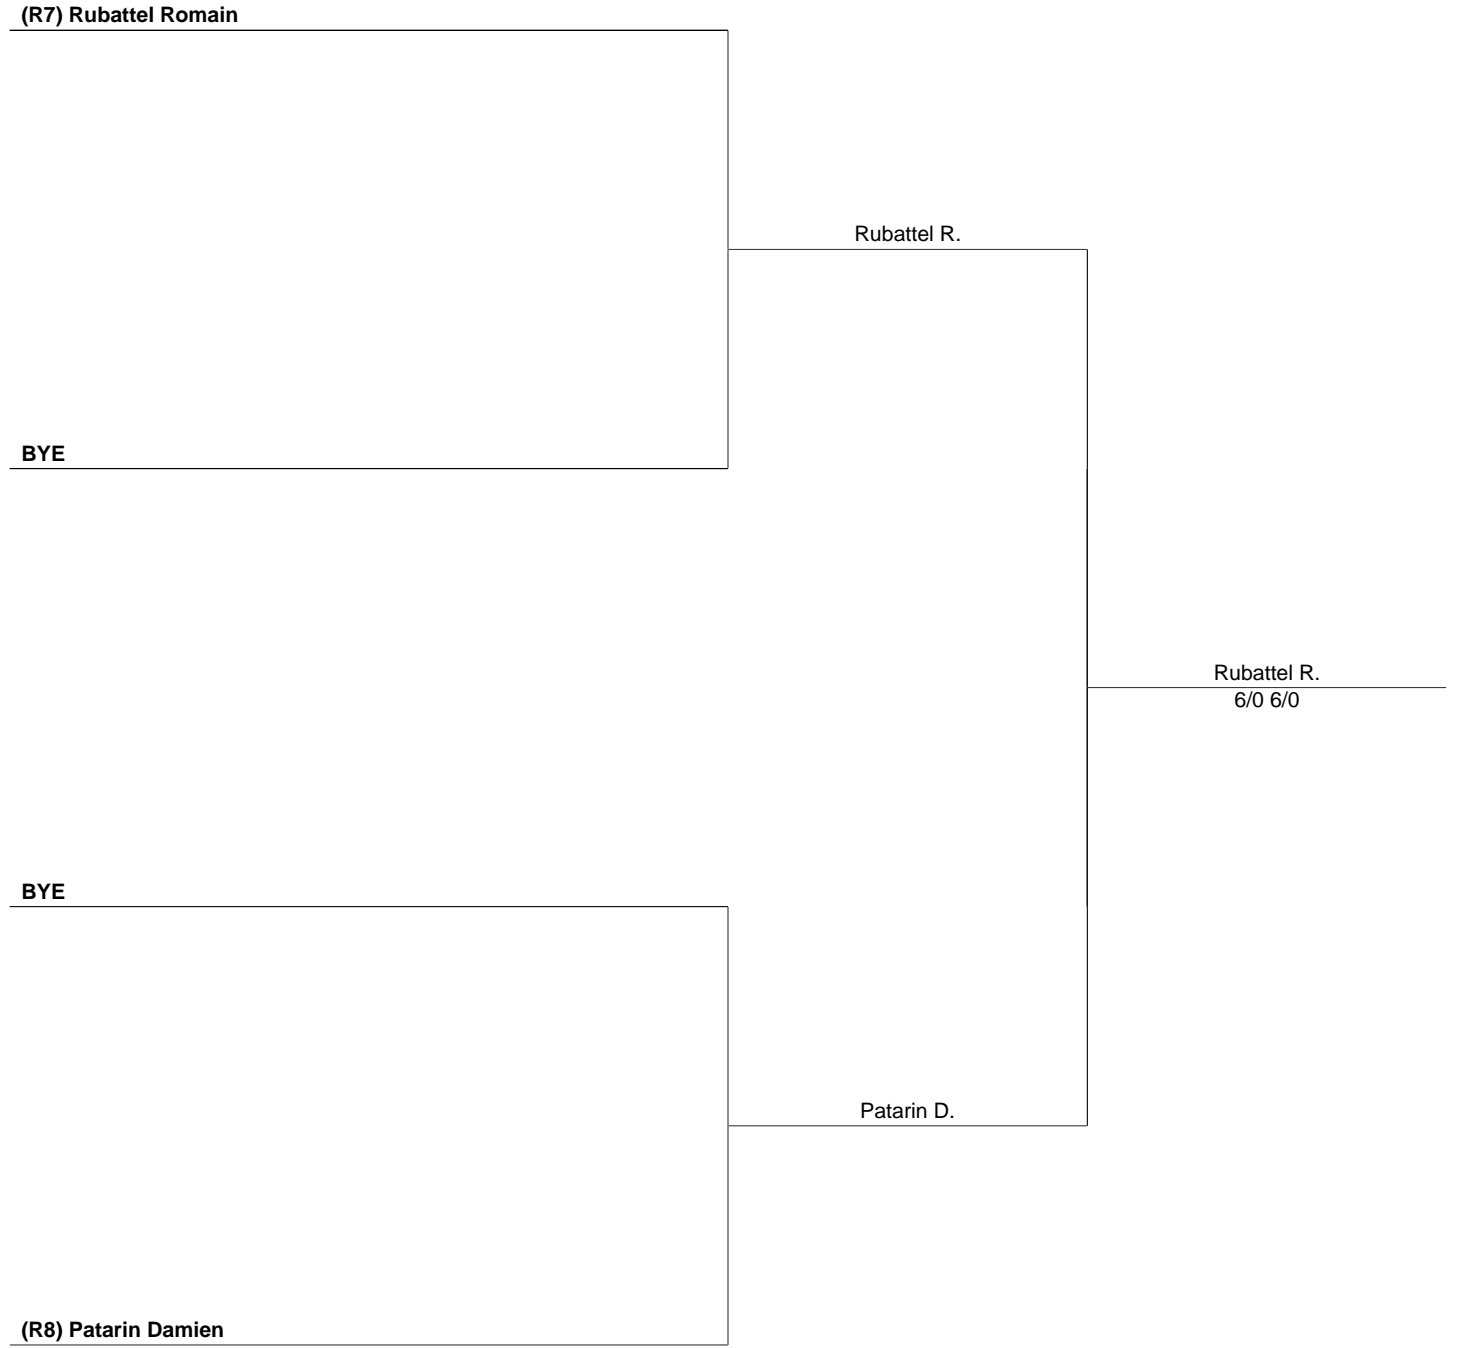 (R7) Rubattel Romain
Rubattel R.
BYE
Rubattel R.
6/0 6/0
BYE
Patarin D.
(R8) Patarin Damien